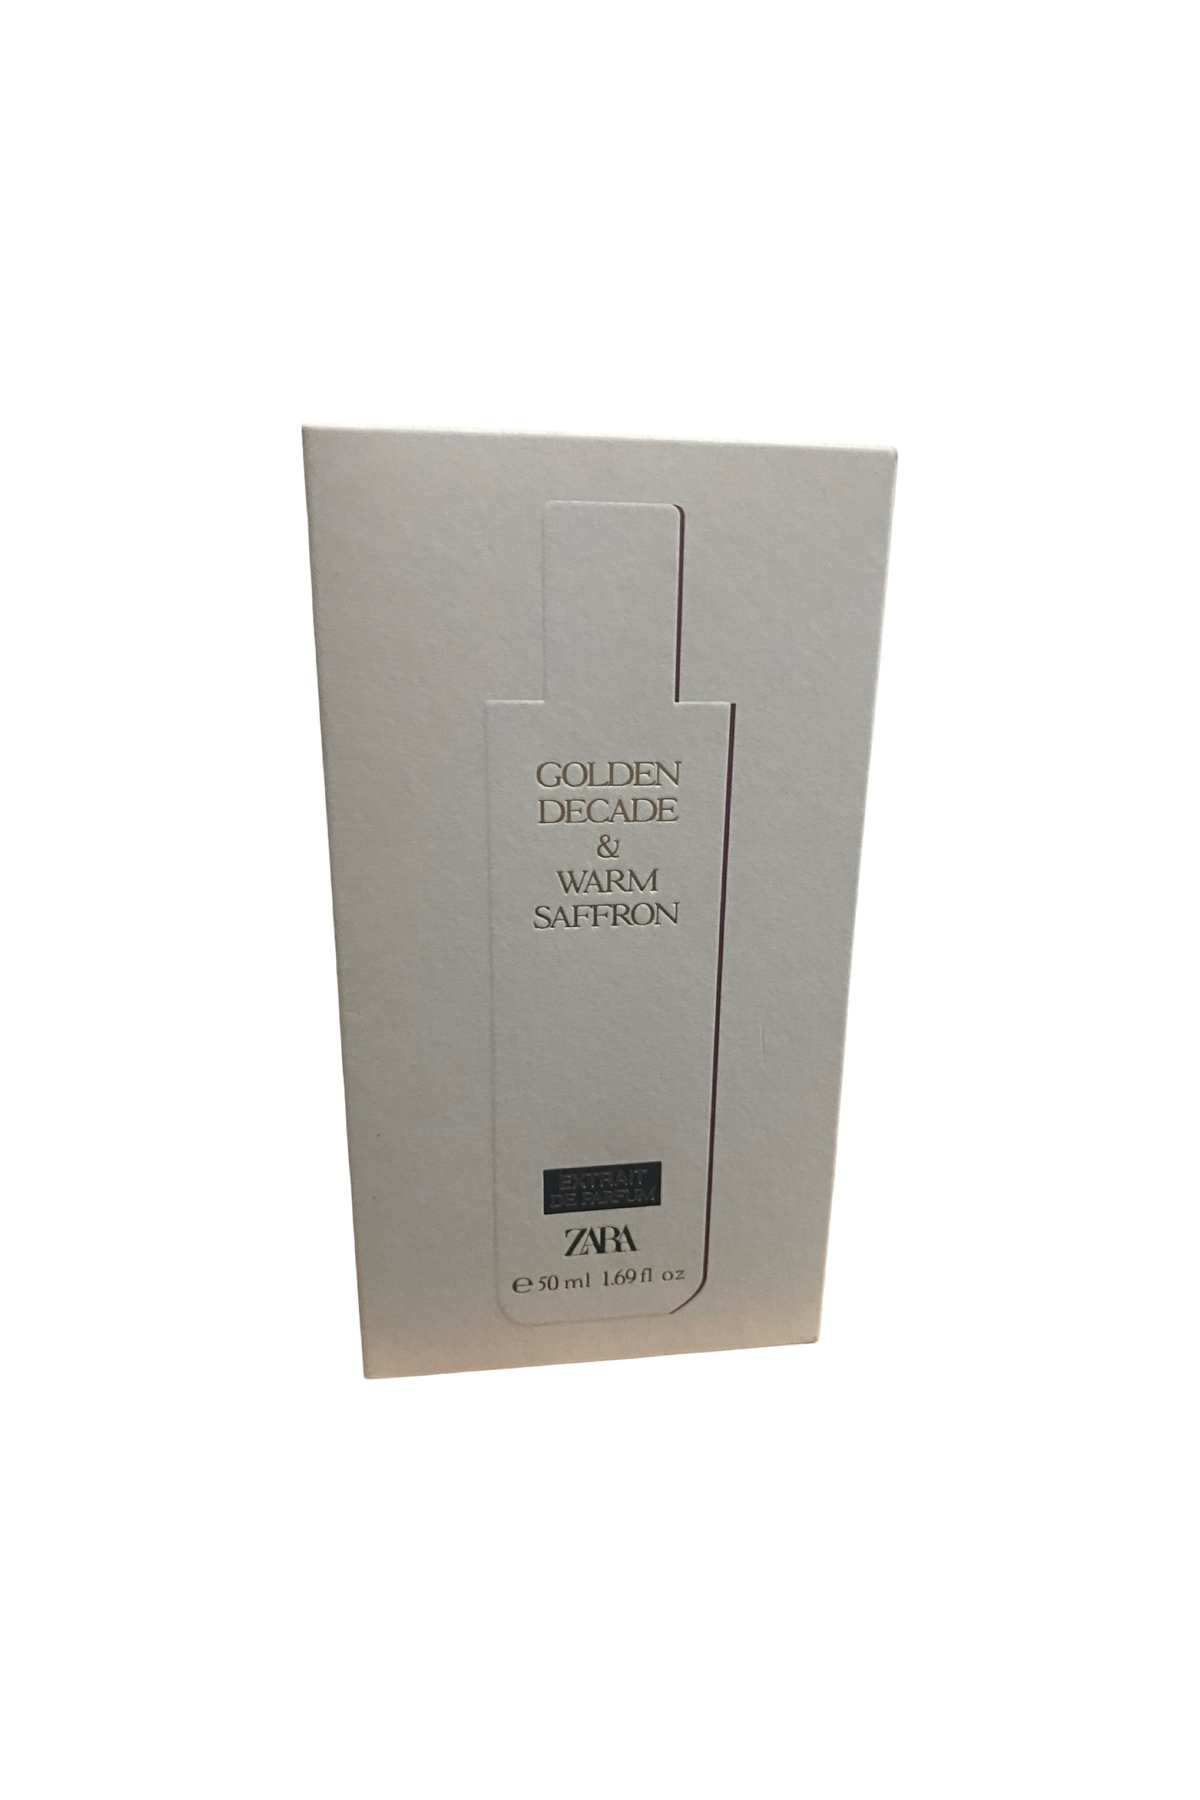 GOLDEN
DECADE
&
WARM
SAFFRON
EXTRAIT
DE PARFUM
ZARA
℮ 50 ml 1.69 fl oz